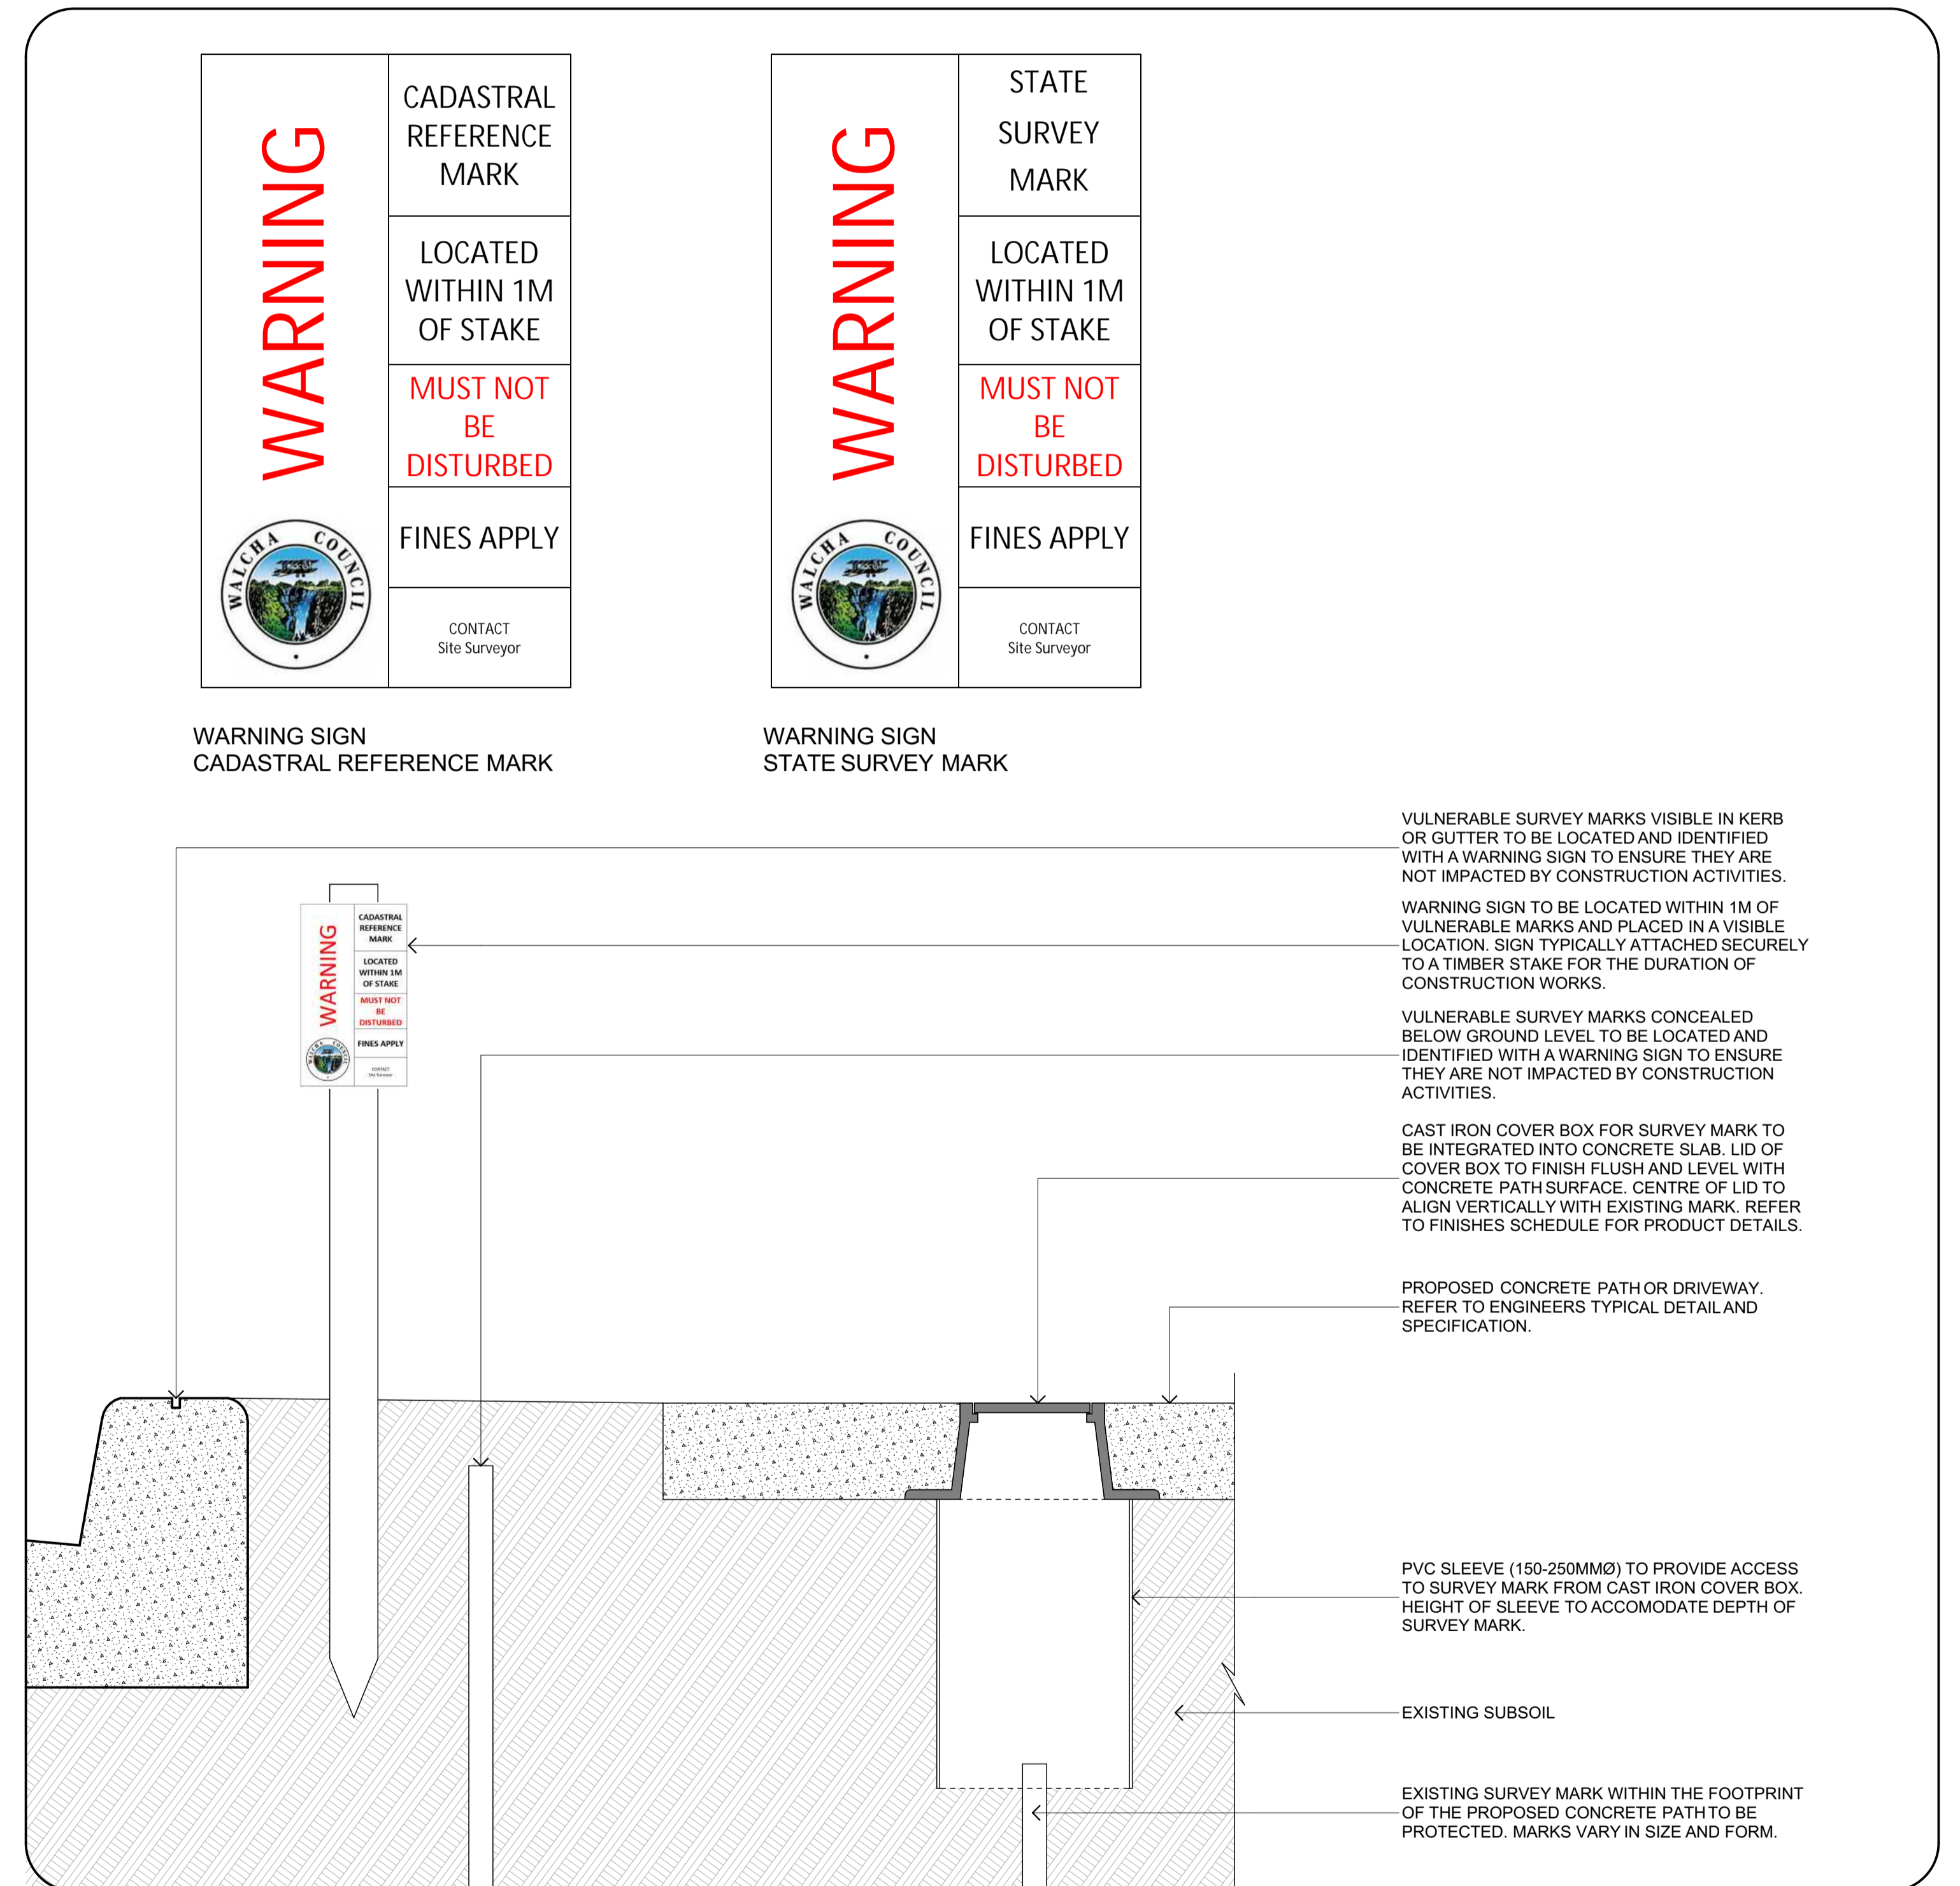 WARNING
CADASTRAL
REFERENCE
MARK
LOCATED
WITHIN 1M
OF STAKE
MUST NOT
BE
DISTURBED
FINES APPLY
WALCHA COUNCIL
CONTACT
Site Surveyor
WARNING SIGN
CADASTRAL REFERENCE MARK
WARNING
STATE
SURVEY
MARK
LOCATED
WITHIN 1M
OF STAKE
MUST NOT
BE
DISTURBED
FINES APPLY
WALCHA COUNCIL
CONTACT
Site Surveyor
WARNING SIGN
STATE SURVEY MARK
WARNING
CADASTRAL
REFERENCE
MARK
LOCATED
WITHIN 1M
OF STAKE
MUST NOT
BE
DISTURBED
FINES APPLY
WALCHA COUNCIL
CONTACT
Site Surveyor
VULNERABLE SURVEY MARKS VISIBLE IN KERB
OR GUTTER TO BE LOCATED AND IDENTIFIED
WITH A WARNING SIGN TO ENSURE THEY ARE
NOT IMPACTED BY CONSTRUCTION ACTIVITIES.
WARNING SIGN TO BE LOCATED WITHIN 1M OF
VULNERABLE MARKS AND PLACED IN A VISIBLE
LOCATION. SIGN TYPICALLY ATTACHED SECURELY
TO A TIMBER STAKE FOR THE DURATION OF
CONSTRUCTION WORKS.
VULNERABLE SURVEY MARKS CONCEALED
BELOW GROUND LEVEL TO BE LOCATED AND
IDENTIFIED WITH A WARNING SIGN TO ENSURE
THEY ARE NOT IMPACTED BY CONSTRUCTION
ACTIVITIES.
CAST IRON COVER BOX FOR SURVEY MARK TO
BE INTEGRATED INTO CONCRETE SLAB. LID OF
COVER BOX TO FINISH FLUSH AND LEVEL WITH
CONCRETE PATH SURFACE. CENTRE OF LID TO
ALIGN VERTICALLY WITH EXISTING MARK. REFER
TO FINISHES SCHEDULE FOR PRODUCT DETAILS.
PROPOSED CONCRETE PATH OR DRIVEWAY.
REFER TO ENGINEERS TYPICAL DETAIL AND
SPECIFICATION.
PVC SLEEVE (150-250MMØ) TO PROVIDE ACCESS
TO SURVEY MARK FROM CAST IRON COVER BOX.
HEIGHT OF SLEEVE TO ACCOMODATE DEPTH OF
SURVEY MARK.
EXISTING SUBSOIL
EXISTING SURVEY MARK WITHIN THE FOOTPRINT
OF THE PROPOSED CONCRETE PATH TO BE
PROTECTED. MARKS VARY IN SIZE AND FORM.